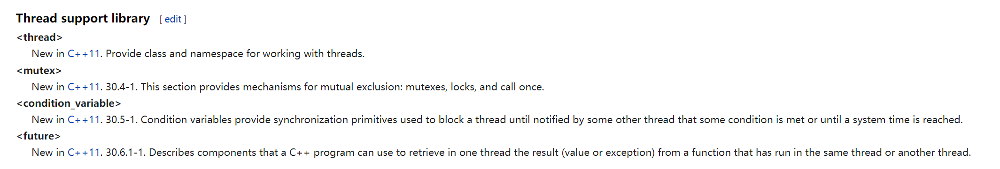 Thread support library [ edit ]
<thread>
New in C++11. Provide class and namespace for working with threads.
<mutex>
New in C++11. 30.4-1. This section provides mechanisms for mutual exclusion: mutexes, locks, and call once.
<condition_variable>
New in C++11. 30.5-1. Condition variables provide synchronization primitives used to block a thread until notified by some other thread that some condition is met or until a system time is reached.
<future>
New in C++11. 30.6.1-1. Describes components that a C++ program can use to retrieve in one thread the result (value or exception) from a function that has run in the same thread or another thread.